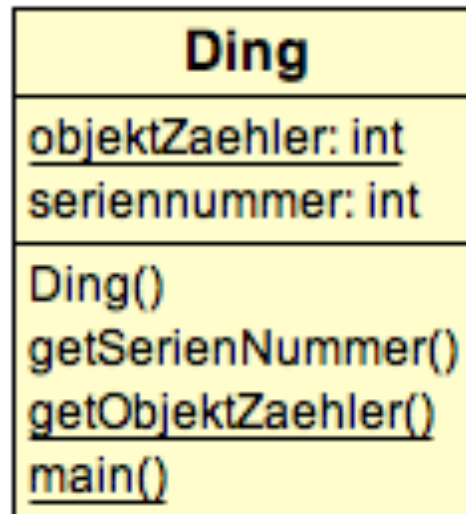 Ding
objektZaehler: int
seriennummer: int
Ding()
getSerienNummer()
getObjektZaehler()
main()